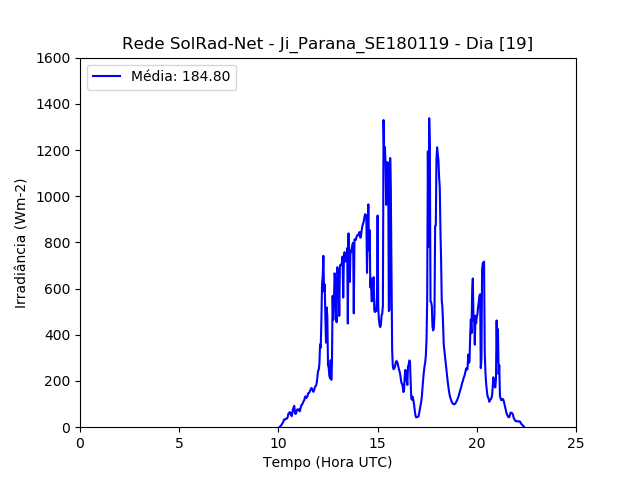 Rede SolRad-Net - Ji_Parana_SE180119 - Dia [19]
Média: 184.80
Irradiância (Wm-2)
1600
1400
1200
1000
800
600
400
200
0
0 5 10 15 20 25
Tempo (Hora UTC)